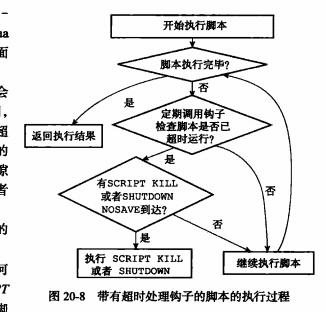 ua
面
会
超
的
隙
者
的
可
PT
脚
开始执行脚本
脚本执行完毕?
是
否
返回执行结果
定期调用钩子
检查脚本是否已
超时运行?
是
否
有SCRIPT KILL
或者SHUTDOWN
NOSAVE到达?
是
否
执行 SCRIPT KILL
或者 SHUTDOWN
继续执行脚本
图 20-8 带有超时处理钩子的脚本的执行过程